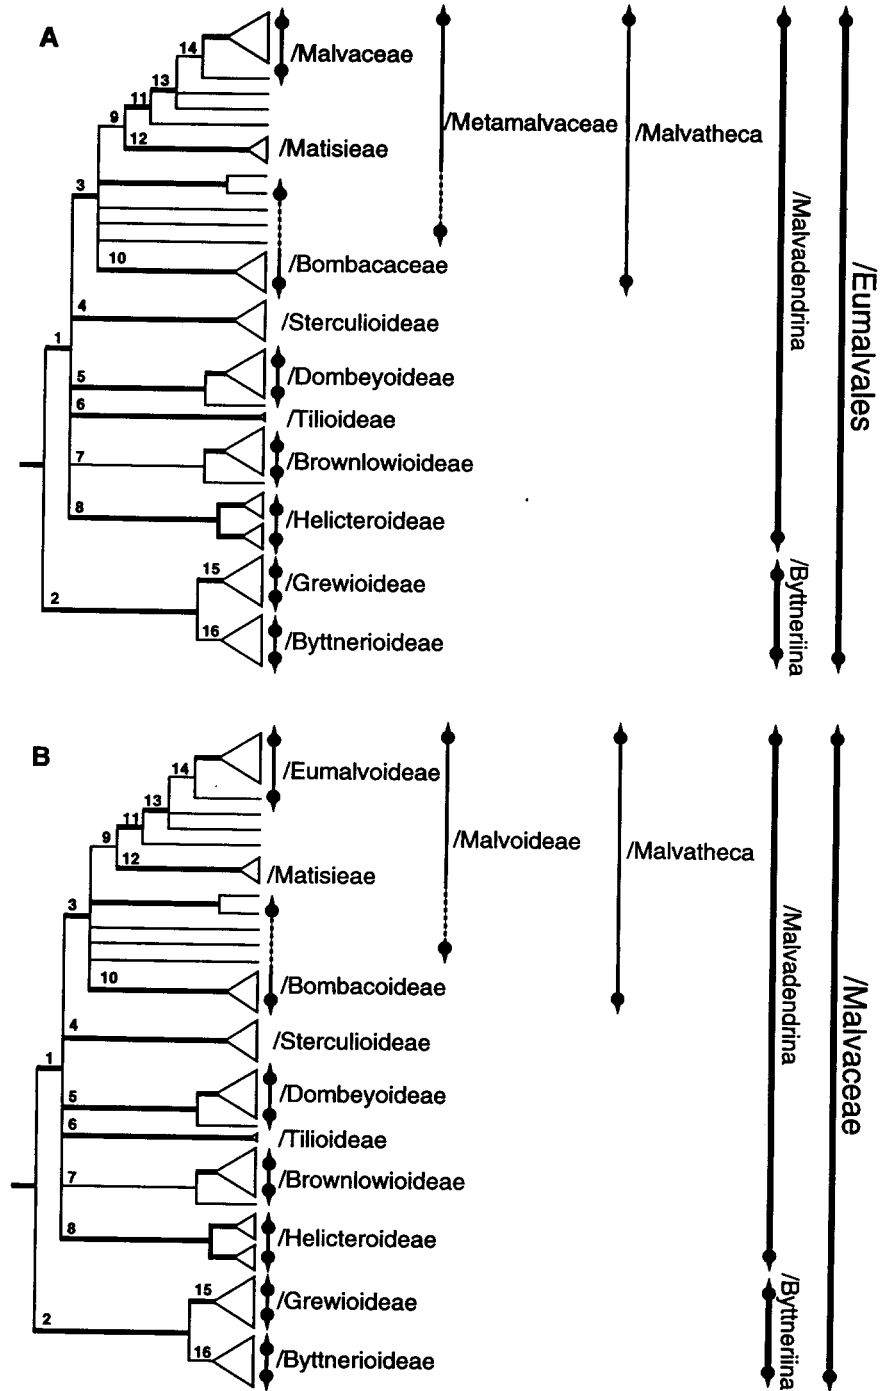 A
14
/Malvaceae
13
11
9
12
/Matisieae
/Metamalvaceae
/Malvatheca
3
10
/Bombacaceae
4
/Sterculioideae
1
5
/Dombeyoideae
6
/Tilioideae
7
/Brownlowioideae
8
/Helicteroideae
15
/Grewioideae
2
16
/Byttnerioideae
/Malvadendrina
/Byttneriina
/Eumalvales
B
14
/Eumalvoideae
13
11
9
12
/Matisieae
/Malvoideae
/Malvatheca
3
10
/Bombacoideae
4
/Sterculioideae
1
5
/Dombeyoideae
6
/Tilioideae
7
/Brownlowioideae
8
/Helicteroideae
15
/Grewioideae
2
16
/Byttnerioideae
/Malvadendrina
/Byttneriina
/Malvaceae